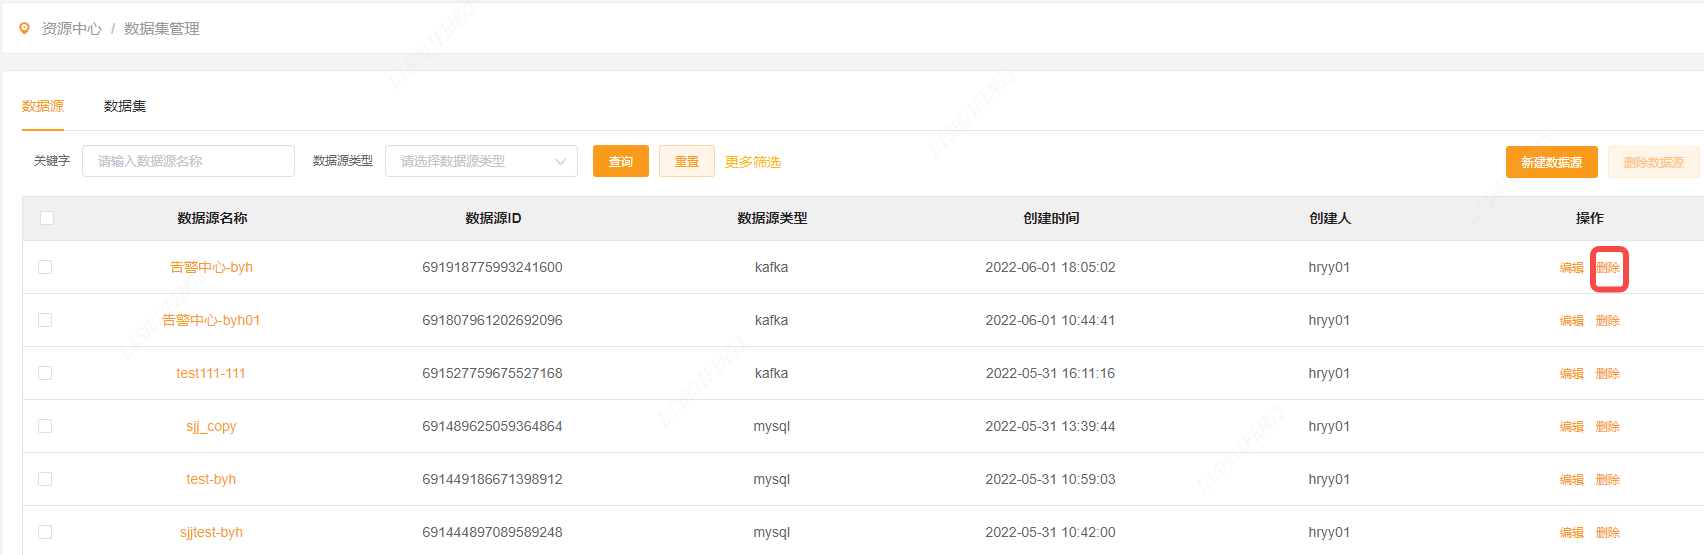 资源中心 / 数据集管理
数据源 数据集
关键字 请输入数据源名称 数据源类型 请选择数据源类型 查询 重置 更多筛选 新建数据源 删除数据源
数据源名称 数据源ID 数据源类型 创建时间 创建人 操作
告警中心-byh 691918775993241600 kafka 2022-06-01 18:05:02 hryy01 编辑 删除
告警中心-byh01 691807961202692096 kafka 2022-06-01 10:44:41 hryy01 编辑 删除
test111-111 691527759675527168 kafka 2022-05-31 16:11:16 hryy01 编辑 删除
sjj_copy 691489625059364864 mysql 2022-05-31 13:39:44 hryy01 编辑 删除
test-byh 691449186671398912 mysql 2022-05-31 10:59:03 hryy01 编辑 删除
sjjtest-byh 691444897089589248 mysql 2022-05-31 10:42:00 hryy01 编辑 删除
LISHUIFENG3
LISHUIFENG3
LISHUIFENG3
LISHUIFENG3
LISHUIFENG3
LISHUIFENG3